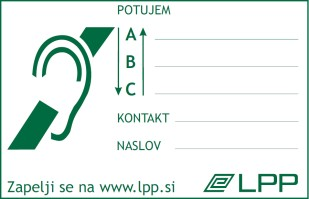 POTUJEM
A
B
C
KONTAKT
NASLOV
Zapelji se na www.lpp.si
LPP